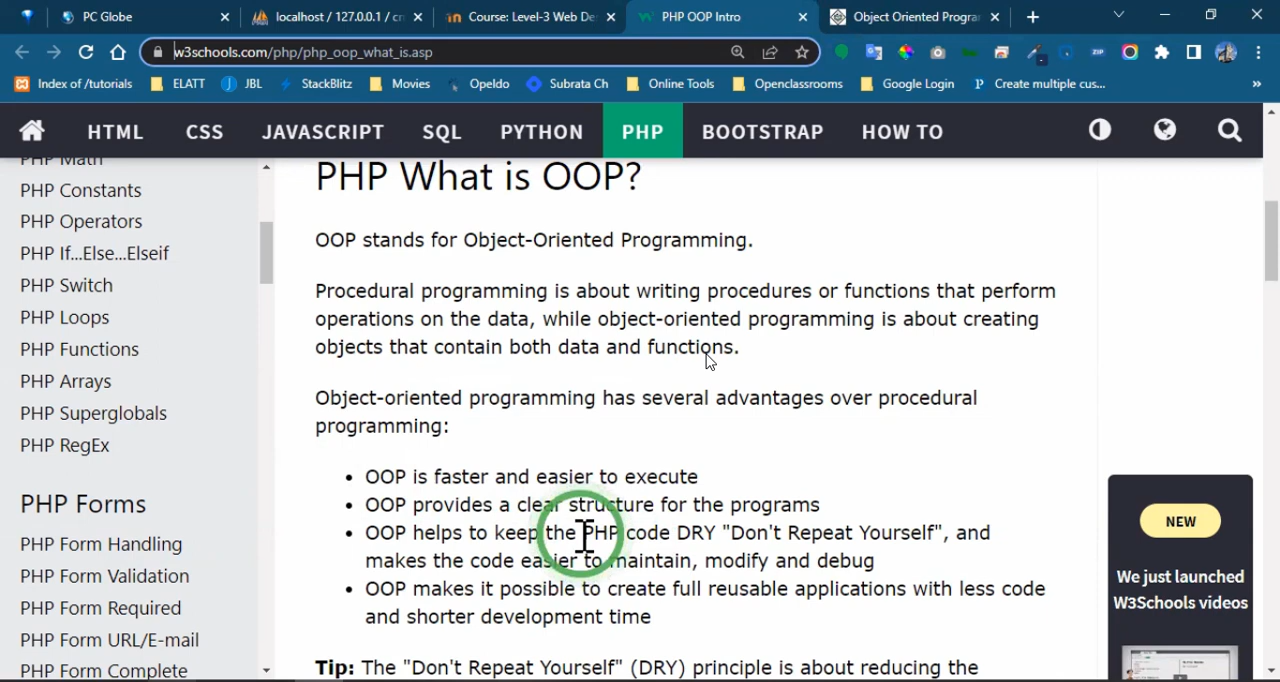 PC Globe
localhost / 127.0.0.1 / cr
Course: Level-3 Web De
PHP OOP Intro
Object Oriented Progra
w3schools.com/php/php_oop_what_is.asp
ZIP
Index of /tutorials
ELATT
JBL
StackBlitz
Movies
Opeldo
Subrata Ch
Online Tools
Openclassrooms
Google Login
Create multiple cus...
HTML
CSS
JAVASCRIPT
SQL
PYTHON
PHP
BOOTSTRAP
HOW TO
PHP Math
PHP Constants
PHP Operators
PHP If...Else...Elseif
PHP Switch
PHP Loops
PHP Functions
PHP Arrays
PHP Superglobals
PHP RegEx
PHP Forms
PHP Form Handling
PHP Form Validation
PHP Form Required
PHP Form URL/E-mail
PHP Form Complete
PHP What is OOP?
OOP stands for Object-Oriented Programming.
Procedural programming is about writing procedures or functions that perform
operations on the data, while object-oriented programming is about creating
objects that contain both data and functions.
Object-oriented programming has several advantages over procedural
programming:
• OOP is faster and easier to execute
• OOP provides a clear structure for the programs
• OOP helps to keep the PHP code DRY "Don't Repeat Yourself", and
makes the code easier to maintain, modify and debug
• OOP makes it possible to create full reusable applications with less code
and shorter development time
Tip: The "Don't Repeat Yourself" (DRY) principle is about reducing the
NEW
We just launched
W3Schools videos